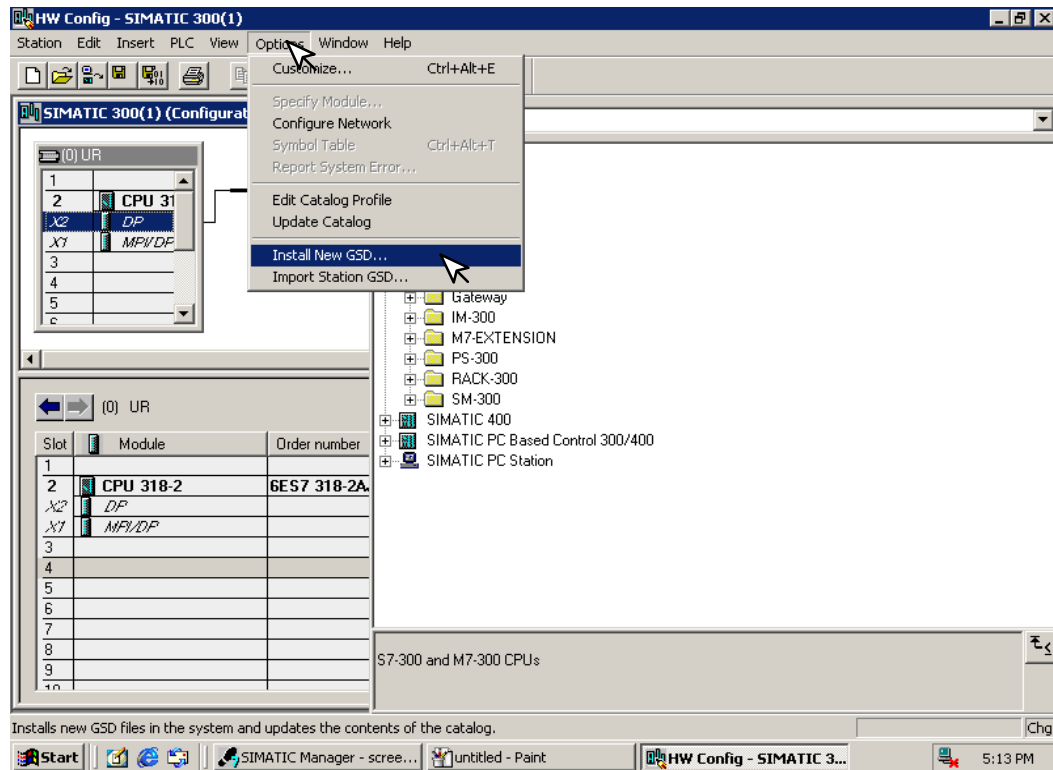 HW Config - SIMATIC 300(1)
Station Edit Insert PLC View Options Window Help
Customize... Ctrl+Alt+E
Specify Module...
Configure Network
Symbol Table Ctrl+Alt+T
Report System Error...
Edit Catalog Profile
Update Catalog
Install New GSD...
Import Station GSD...
SIMATIC 300(1) (Configurat
(0) UR
1
2 CPU 31
X2 DP
X1 MPI/DP
3
4
5
Gateway
IM-300
M7-EXTENSION
PS-300
RACK-300
SM-300
SIMATIC 400
SIMATIC PC Based Control 300/400
SIMATIC PC Station
(0) UR
Slot Module Order number
1
2 CPU 318-2 6ES7 318-2A
X2 DP
X1 MPI/DP
3
4
5
6
7
8
9
10
S7-300 and M7-300 CPUs
Installs new GSD files in the system and updates the contents of the catalog.
Chg
Start SIMATIC Manager - scree... untitled - Paint HW Config - SIMATIC 3... 5:13 PM